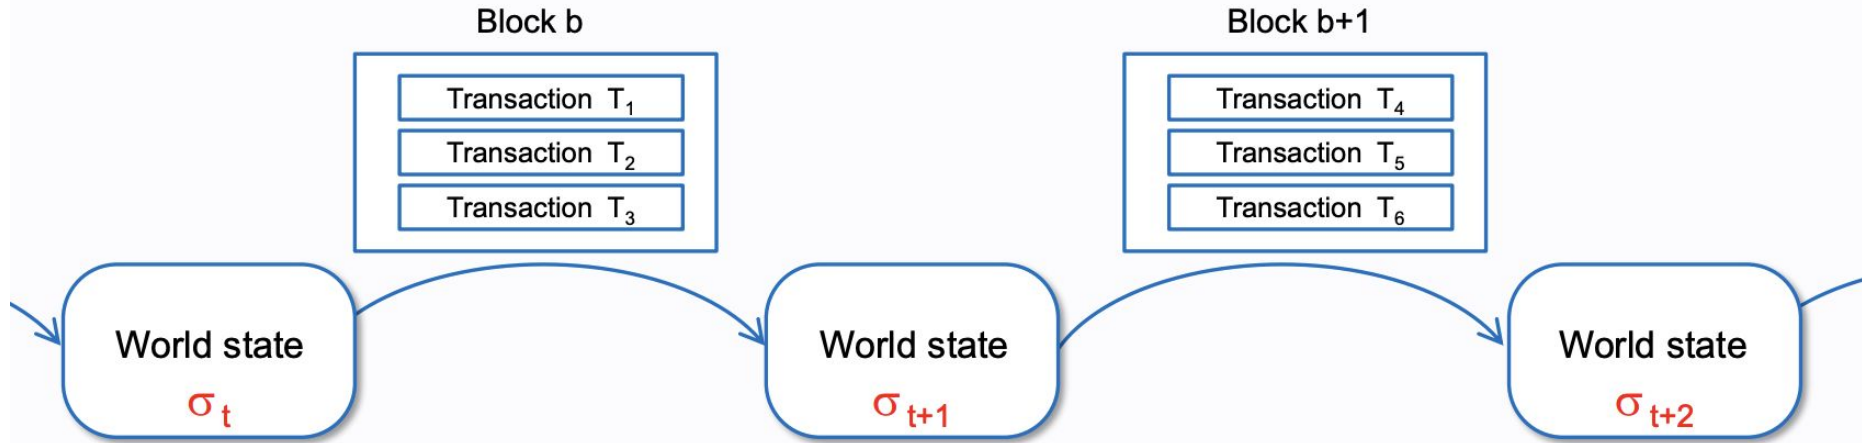 Block b
Transaction T₁
Transaction T₂
Transaction T₃
Block b+1
Transaction T₄
Transaction T₅
Transaction T₆
World state
σ t
World state
σ t+1
World state
σ t+2